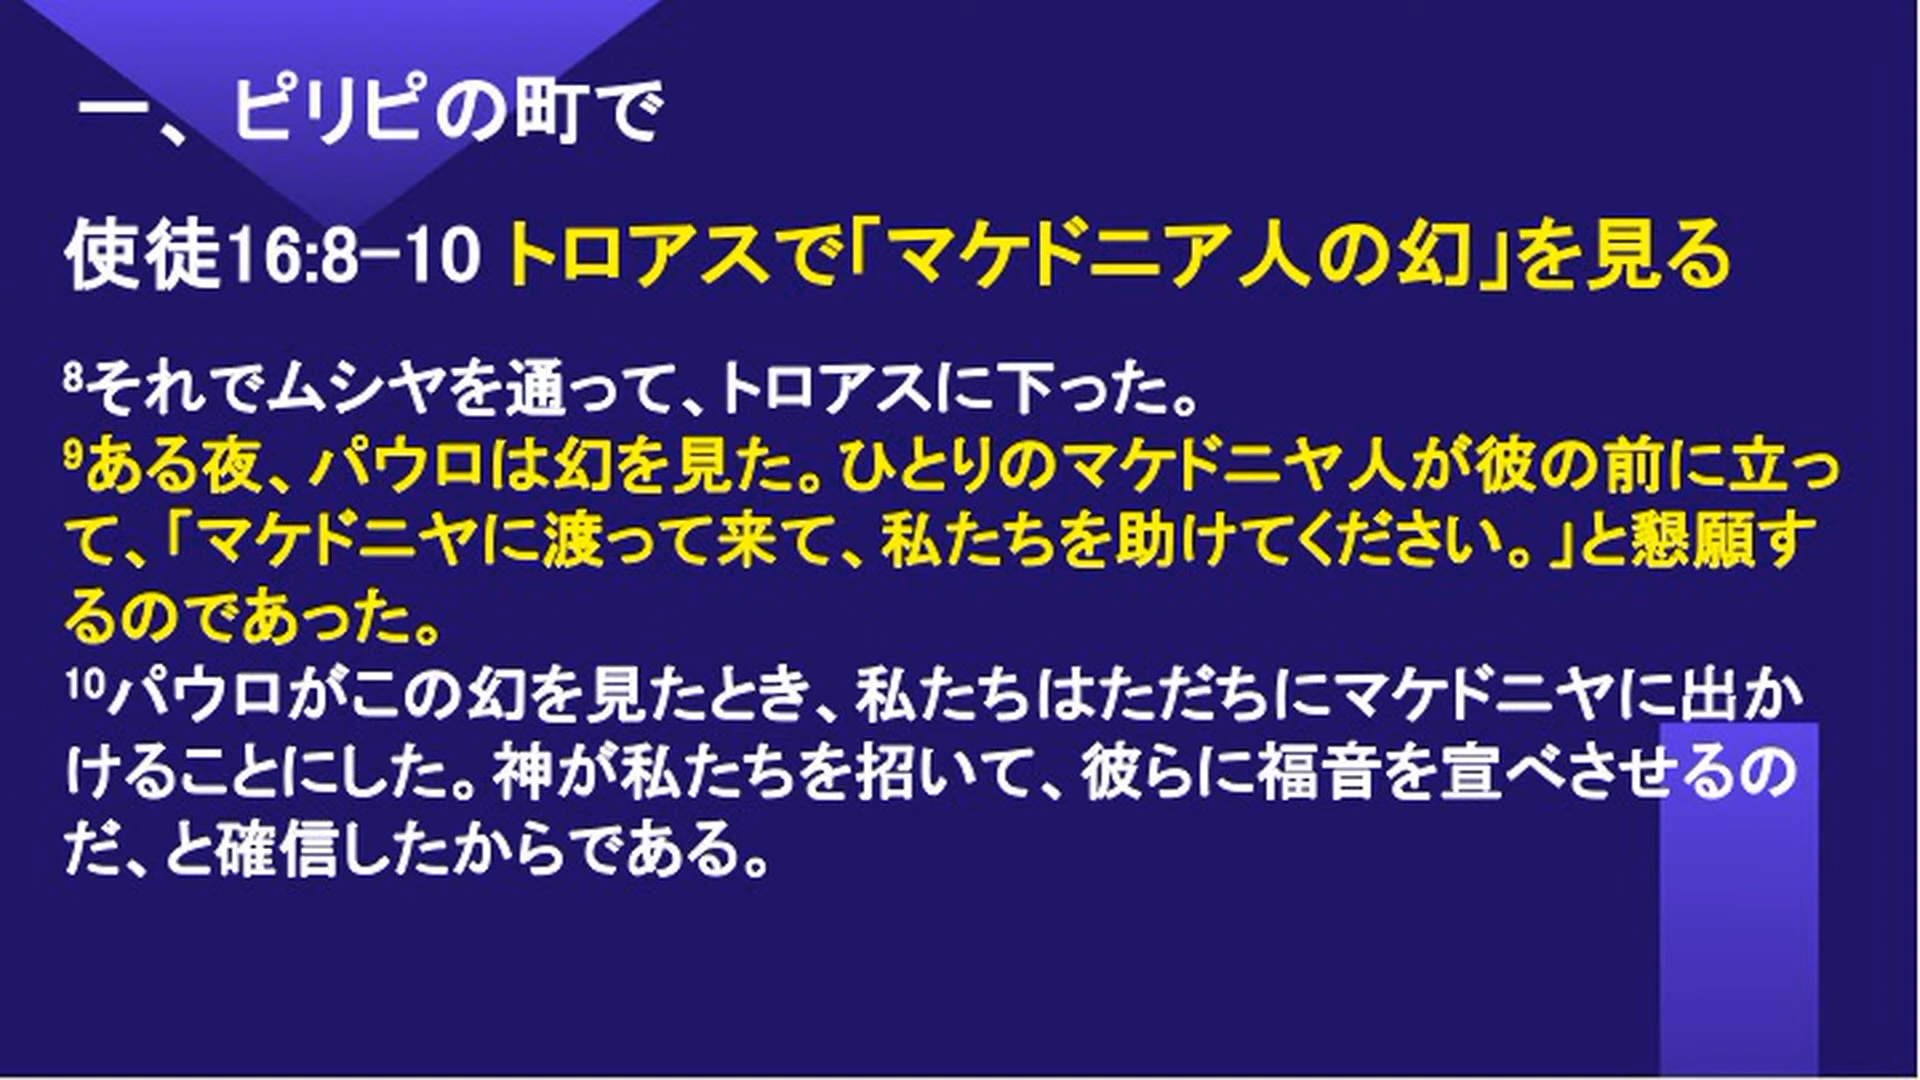 一、ピリピの町で
使徒16:8-10 トロアスで「マケドニア人の幻」を見る
8それでムシヤを通って、トロアスに下った。
9ある夜、パウロは幻を見た。ひとりのマケドニヤ人が彼の前に立っ
て、「マケドニヤに渡って来て、私たちを助けてください。」と懇願す
るのであった。
10パウロがこの幻を見たとき、私たちはただちにマケドニヤに出か
けることにした。神が私たちを招いて、彼らに福音を宣べさせるの
だ、と確信したからである。